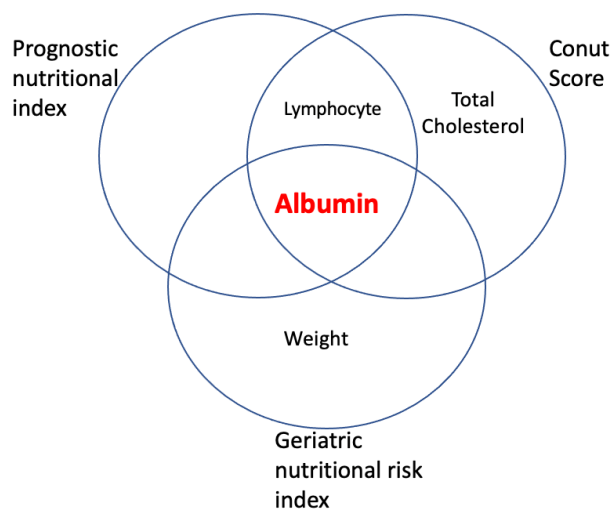 Prognostic
nutritional
index
Conut
Score
Lymphocyte
Total
Cholesterol
Albumin
Weight
Geriatric
nutritional risk
index